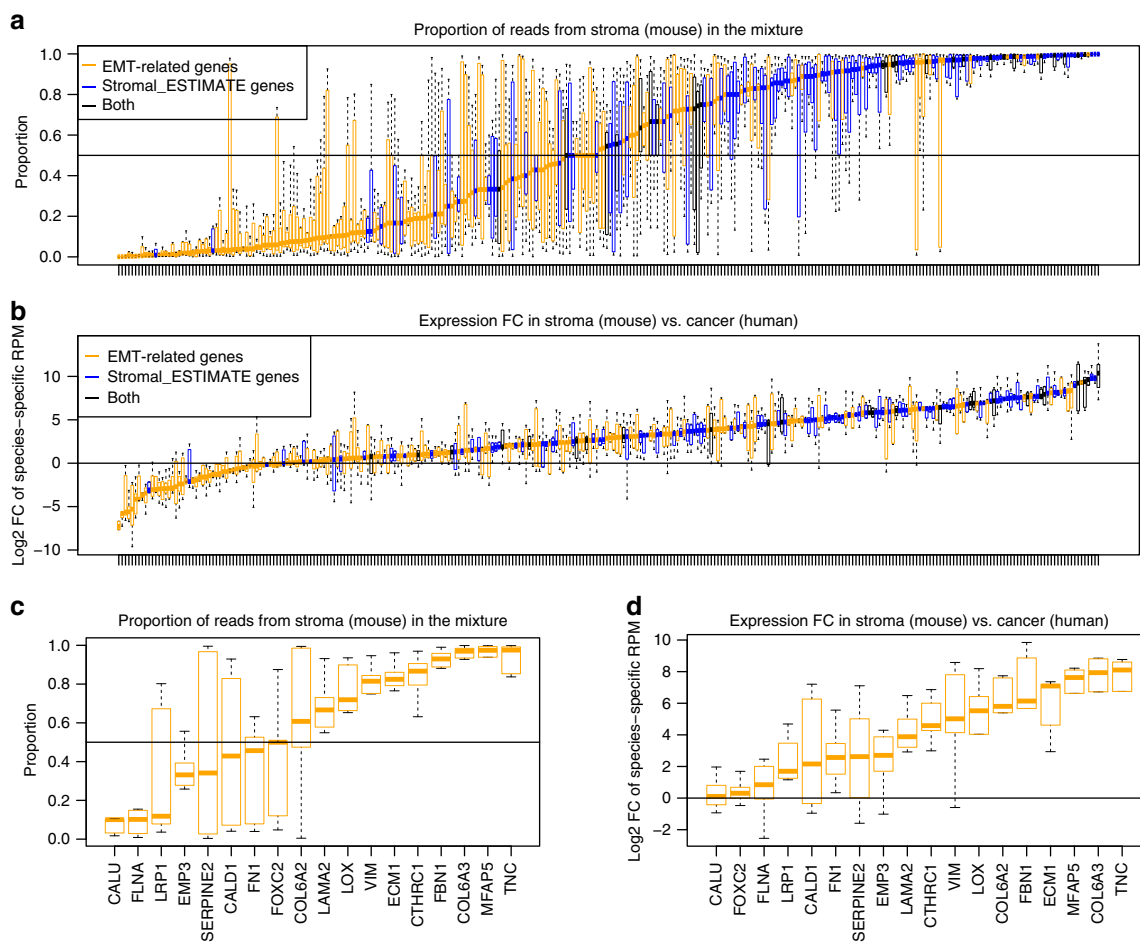 a
Proportion of reads from stroma (mouse) in the mixture
EMT-related genes
Stromal_ESTIMATE genes
Both
Proportion
1.0
0.8
0.6
0.4
0.2
0.0
b
Expression FC in stroma (mouse) vs. cancer (human)
EMT-related genes
Stromal_ESTIMATE genes
Both
Log2 FC of species-specific RPM
10
5
0
−5
−10
c
Proportion of reads from stroma (mouse) in the mixture
Proportion
1.0
0.8
0.6
0.4
0.2
0.0
CALU
FLNA
LRP1
EMP3
SERPINE2
CALD1
FN1
FOXC2
COL6A2
LAMA2
LOX
VIM
ECM1
CTHRC1
FBN1
COL6A3
MFAP5
TNC
d
Expression FC in stroma (mouse) vs. cancer (human)
Log2 FC of species-specific RPM
10
8
6
4
2
0
−2
CALU
FOXC2
FLNA
LRP1
CALD1
FN1
SERPINE2
EMP3
LAMA2
CTHRC1
VIM
LOX
COL6A2
FBN1
ECM1
MFAP5
COL6A3
TNC